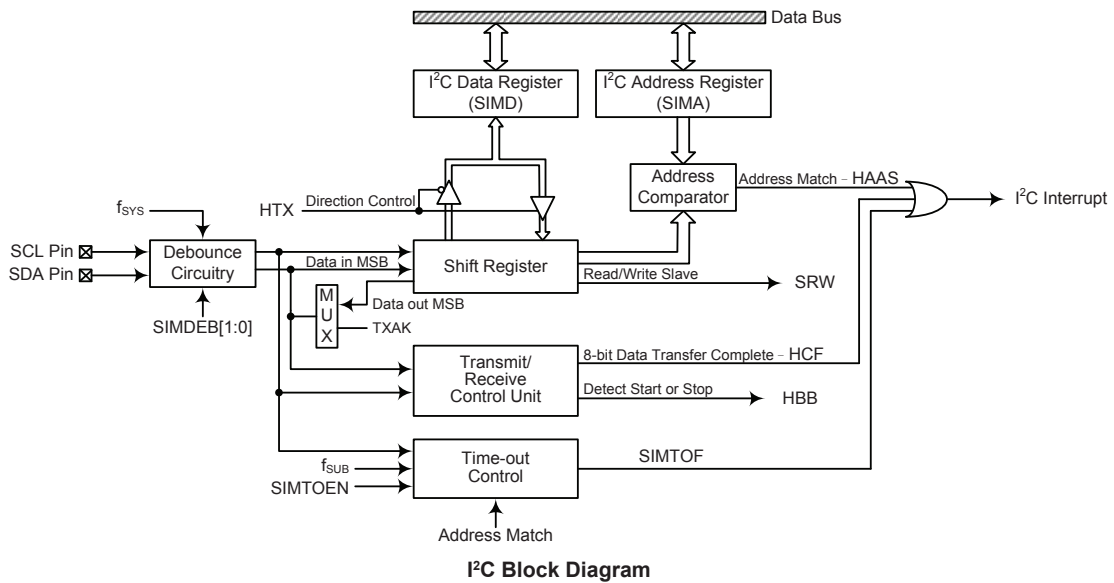 Data Bus
I²C Data Register
(SIMD)
I²C Address Register
(SIMA)
Address
Comparator
Address Match – HAAS
I²C Interrupt
HTX
Direction Control
fSYS
SCL Pin
SDA Pin
Debounce
Circuitry
SIMDEB[1:0]
Data in MSB
Shift Register
Read/Write Slave
SRW
M
U
X
Data out MSB
TXAK
Transmit/
Receive
Control Unit
8-bit Data Transfer Complete – HCF
Detect Start or Stop
HBB
fSUB
SIMTOEN
Time-out
Control
SIMTOF
Address Match
I²C Block Diagram